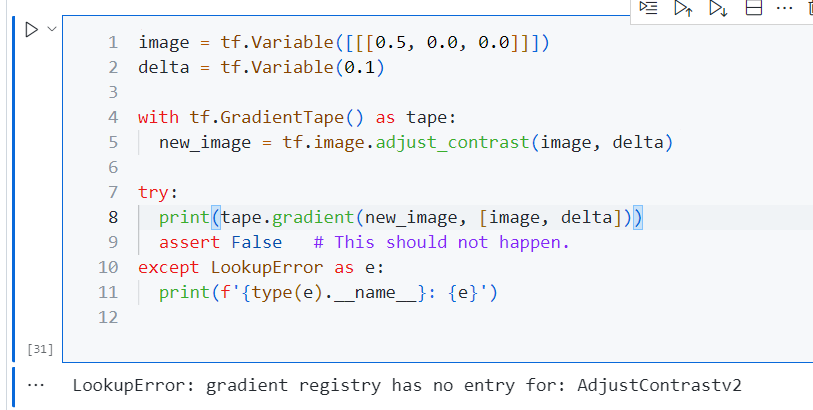 1 image = tf.Variable([[[0.5, 0.0, 0.0]]])
2 delta = tf.Variable(0.1)
3
4 with tf.GradientTape() as tape:
5   new_image = tf.image.adjust_contrast(image, delta)
6
7 try:
8   print(tape.gradient(new_image, [image, delta]))
9   assert False   # This should not happen.
10 except LookupError as e:
11   print(f'{type(e).__name__}: {e}')
12
[31]
... LookupError: gradient registry has no entry for: AdjustContrastv2